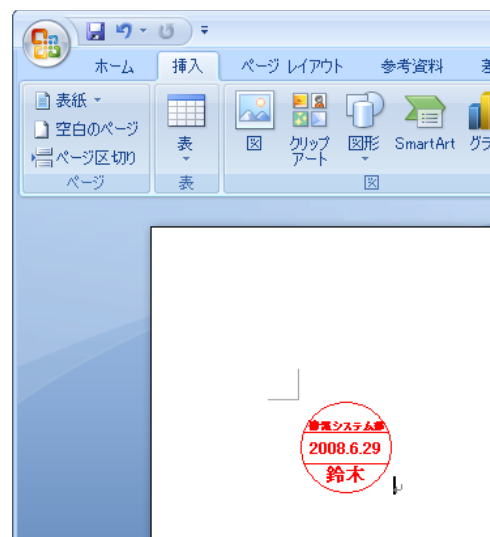 ホーム 挿入 ページ レイアウト 参考資料
表紙
空白のページ
ページ区切り
ページ
表
表
図
クリップ
アート
図形
SmartArt
図
システム部
2008.6.29
鈴木